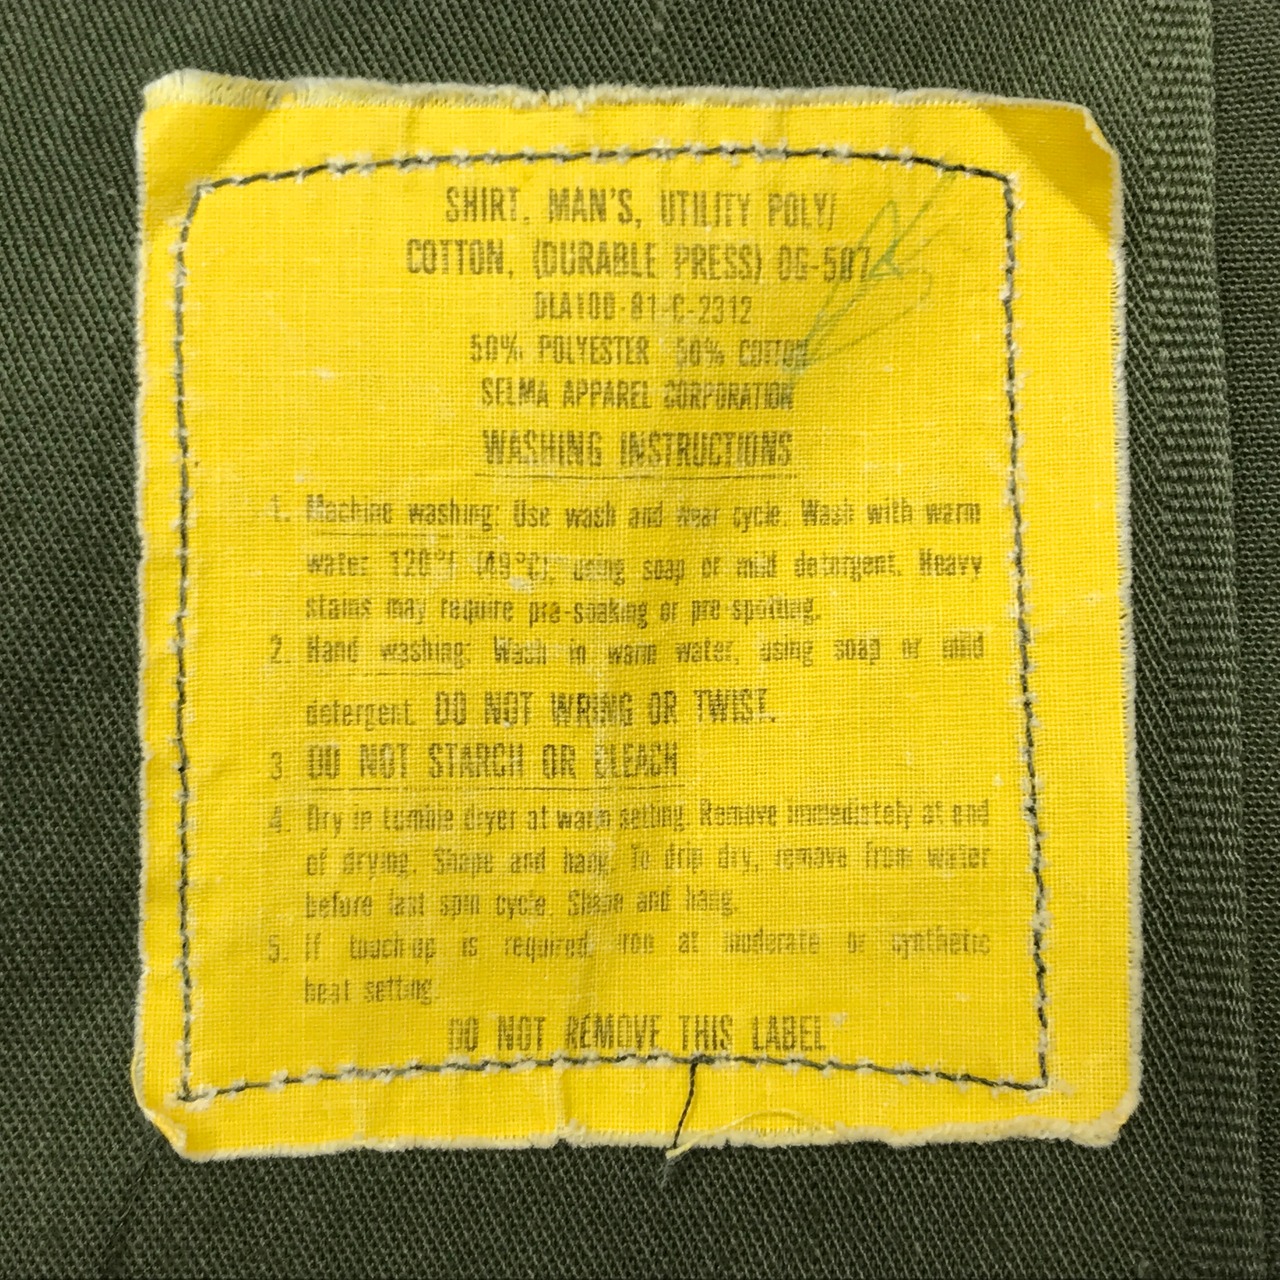 SHIRT, MAN'S, UTILITY POLY/
COTTON, (DURABLE PRESS) OG-507
DLA100-81-C-2312
50% POLYESTER 50% COTTON
SELMA APPAREL CORPORATION
WASHING INSTRUCTIONS
1. Machine washing: Use wash and wear cycle. Wash with warm
water 120°F (49°C), using soap or mild detergent. Heavy
stains may require pre-soaking or pre-spotting.
2. Hand washing: Wash in warm water, using soap or mild
detergent. DO NOT WRING OR TWIST.
3. DO NOT STARCH OR BLEACH
4. Dry in tumble dryer at warm setting. Remove immediately at end
of drying. Shape and hang. To drip dry, remove from water
before last spin cycle. Shape and hang.
5. If touch-up is required, iron at moderate or synthetic
heat setting.
DO NOT REMOVE THIS LABEL